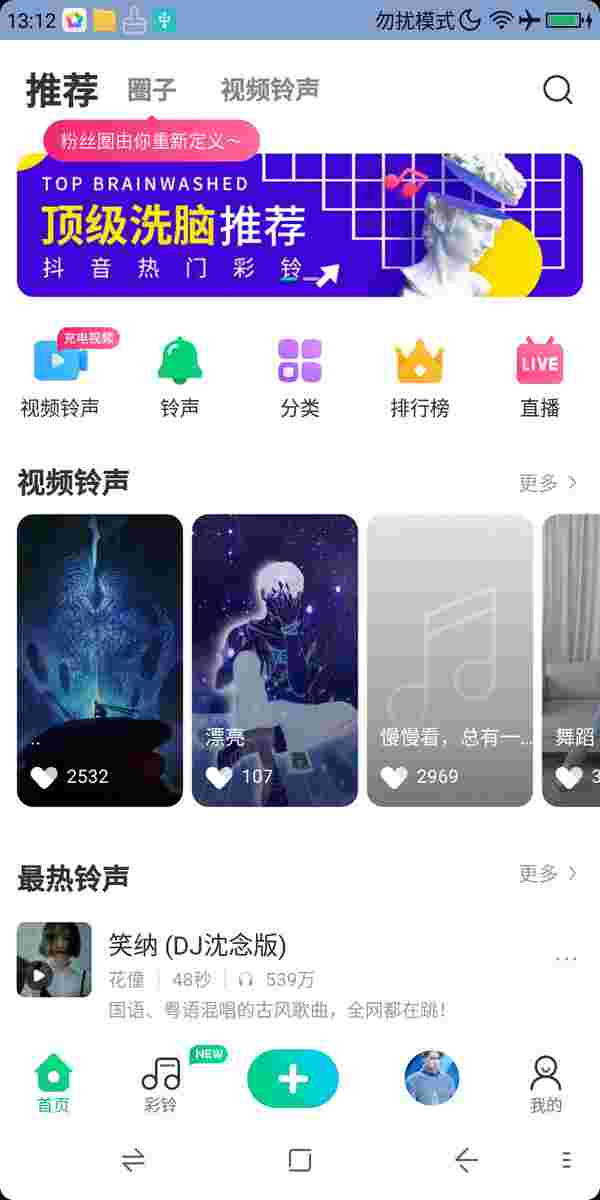 13:12 勿扰模式
推荐 圈子 视频铃声
粉丝圈由你重新定义~
TOP BRAINWASHED
顶级洗脑推荐
抖音热门彩铃
充电视频
LIVE
视频铃声 铃声 分类 排行榜 直播
视频铃声 更多
.. 漂亮 慢慢看，总有一... 舞蹈
2532 107 2969 3
最热铃声 更多
笑纳 (DJ沈念版)
花僮 48秒 539万
国语、粤语混唱的古风歌曲，全网都在跳！
NEW
首页 彩铃 我的